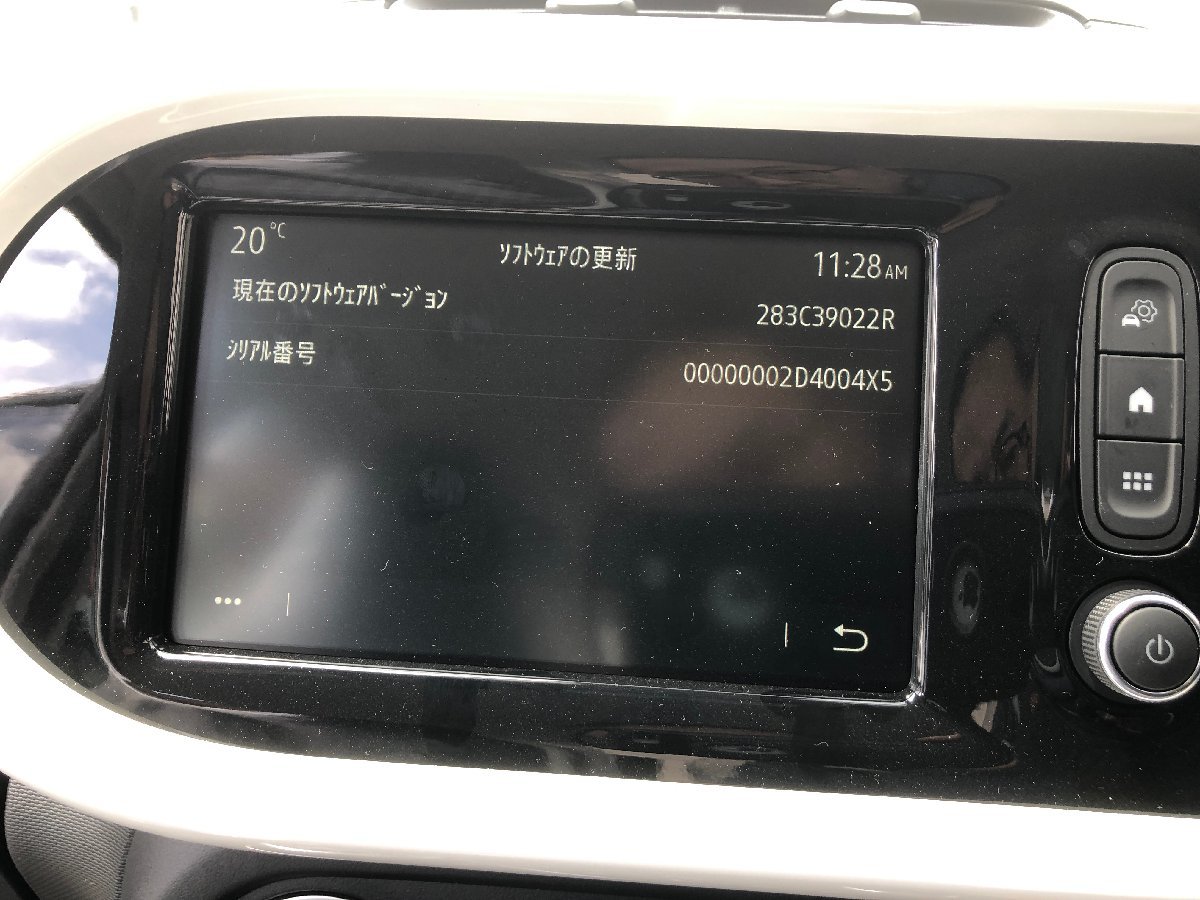 20℃
ｿﾌﾄｳｪｱの更新
11:28AM
現在のｿﾌﾄｳｪｱﾊﾞｰｼﾞｮﾝ
283C39022R
ｼﾘｱﾙ番号
00000002D4004X5